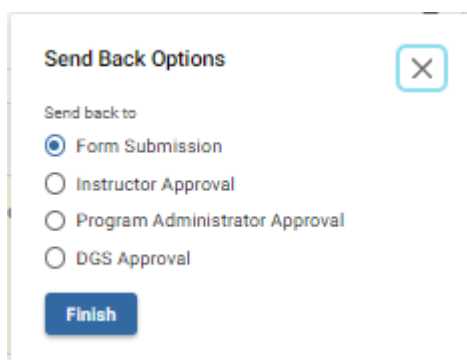 Send Back Options
Send back to
Form Submission
Instructor Approval
Program Administrator Approval
DGS Approval
Finish